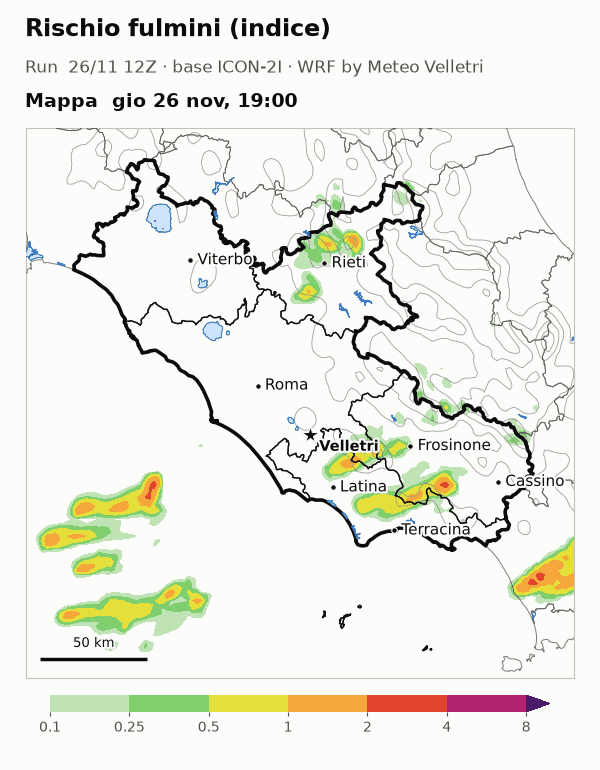 Rischio fulmini (indice)
Run 26/11 12Z · base ICON-2I · WRF by Meteo Velletri
Mappa gio 26 nov, 19:00
Viterbo
Rieti
Roma
Velletri
Frosinone
Latina
Cassino
Terracina
50 km
0.1 0.25 0.5 1 2 4 8